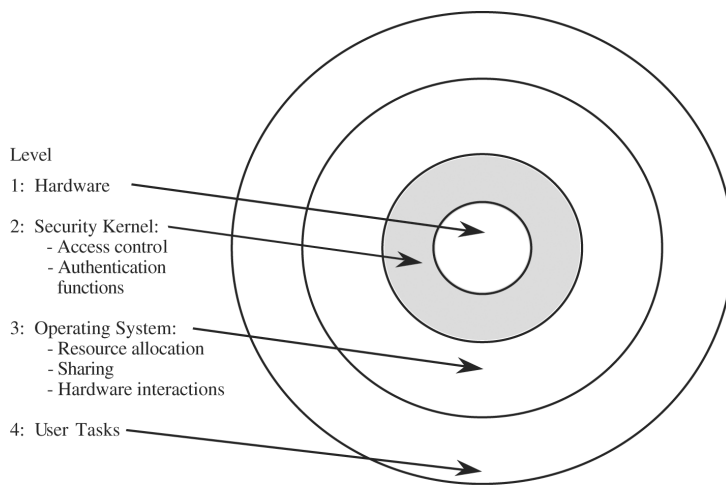 Level
1: Hardware
2: Security Kernel:
- Access control
- Authentication
functions
3: Operating System:
- Resource allocation
- Sharing
- Hardware interactions
4: User Tasks